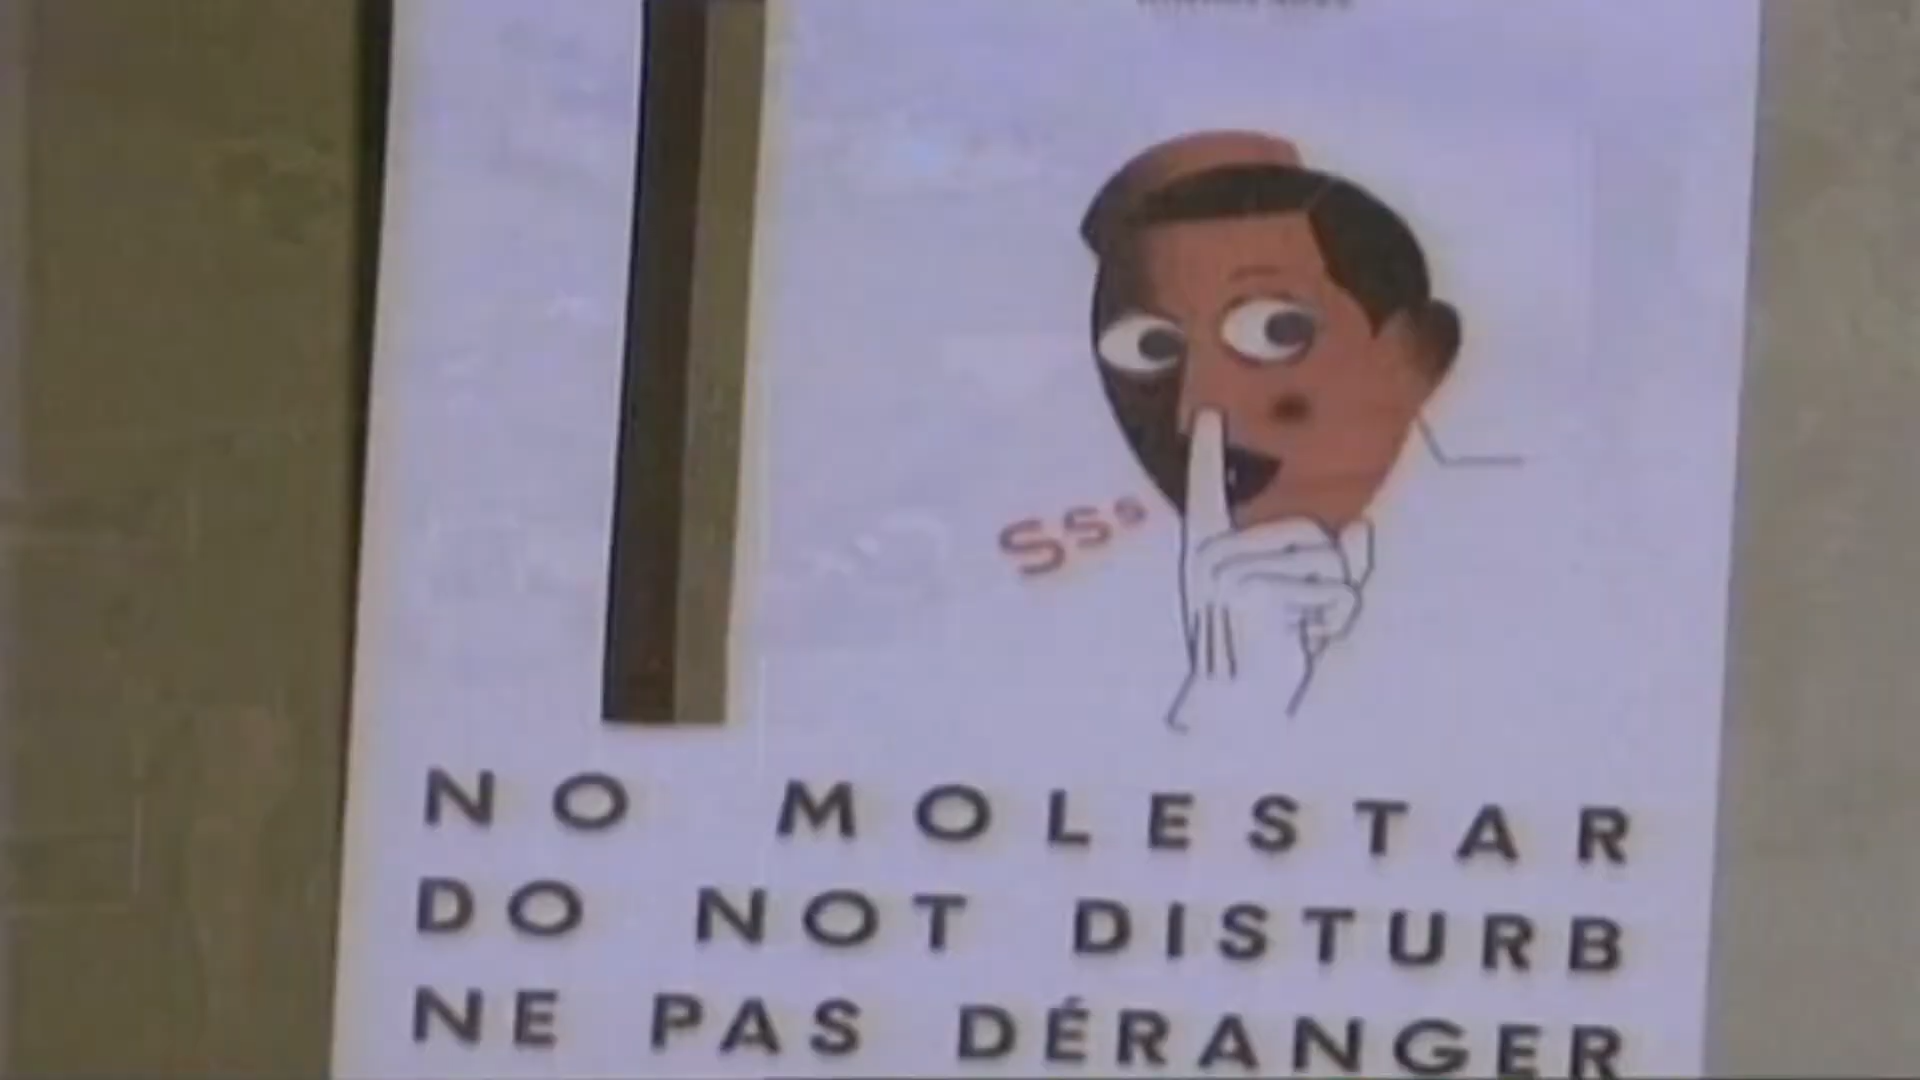 Sss
NO MOLESTAR
DO NOT DISTURB
NE PAS DÉRANGER